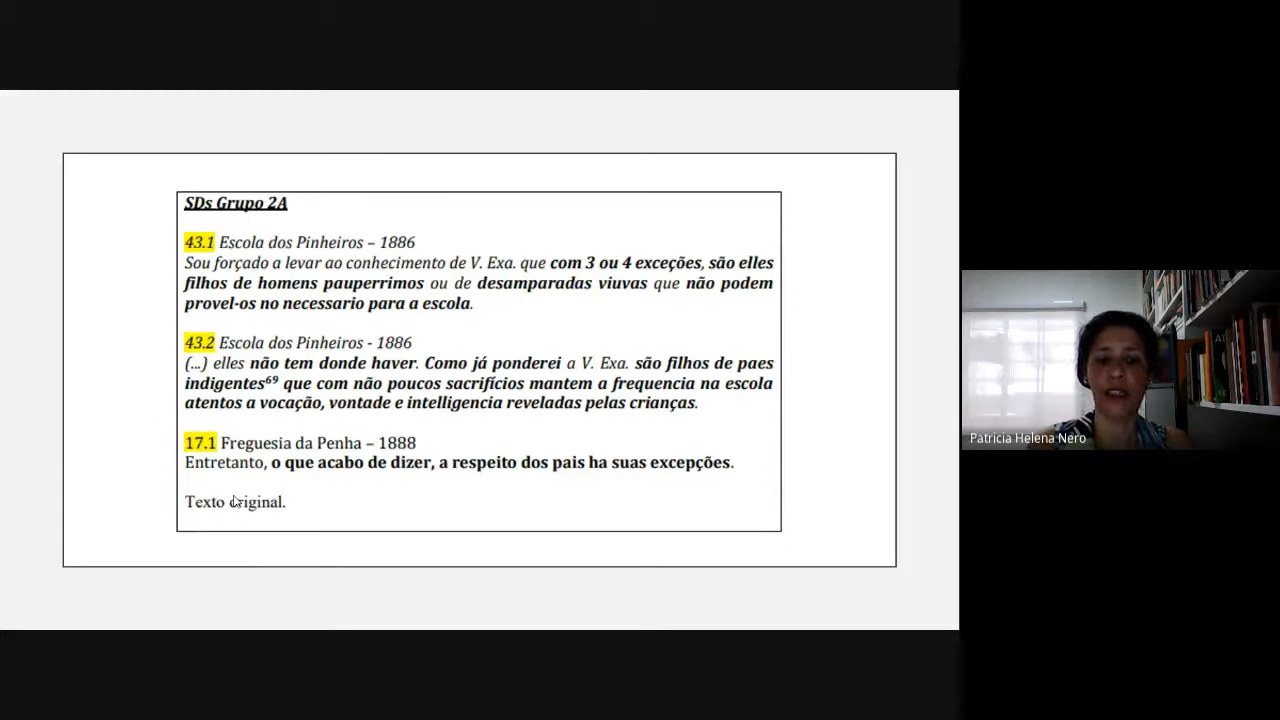 SDs Grupo 2A
43.1 Escola dos Pinheiros – 1886
Sou forçado a levar ao conhecimento de V. Exa. que com 3 ou 4 exceções, são elles
filhos de homens pauperrimos ou de desamparadas viuvas que não podem
provel-os no necessario para a escola.
43.2 Escola dos Pinheiros - 1886
(...) elles não tem donde haver. Como já ponderei a V. Exa. são filhos de paes
indigentes⁶⁹ que com não poucos sacrifícios mantem a frequencia na escola
atentos a vocação, vontade e intelligencia reveladas pelas crianças.
17.1 Freguesia da Penha – 1888
Entretanto, o que acabo de dizer, a respeito dos pais ha suas excepções.
Texto original.
Patricia Helena Nero